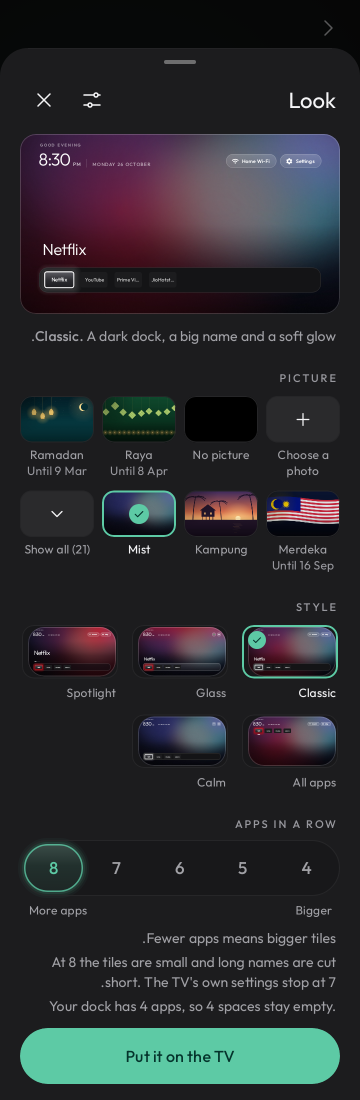 Look
GOOD EVENING
8:30 PM MONDAY 26 OCTOBER
Home Wi-Fi
Settings
Netflix
Netflix
YouTube
Prime Vi...
JioHotst...
.Classic. A dark dock, a big name and a soft glow
PICTURE
Choose a photo
No picture
Raya
Until 8 Apr
Ramadan
Until 9 Mar
Merdeka
Until 16 Sep
Kampung
Mist
Show all (21)
STYLE
Classic
Glass
Netflix
Spotlight
All apps
Calm
APPS IN A ROW
4
5
6
7
8
Bigger
More apps
.Fewer apps means bigger tiles
At 8 the tiles are small and long names are cut
.short. The TV's own settings stop at 7
Your dock has 4 apps, so 4 spaces stay empty.
Put it on the TV